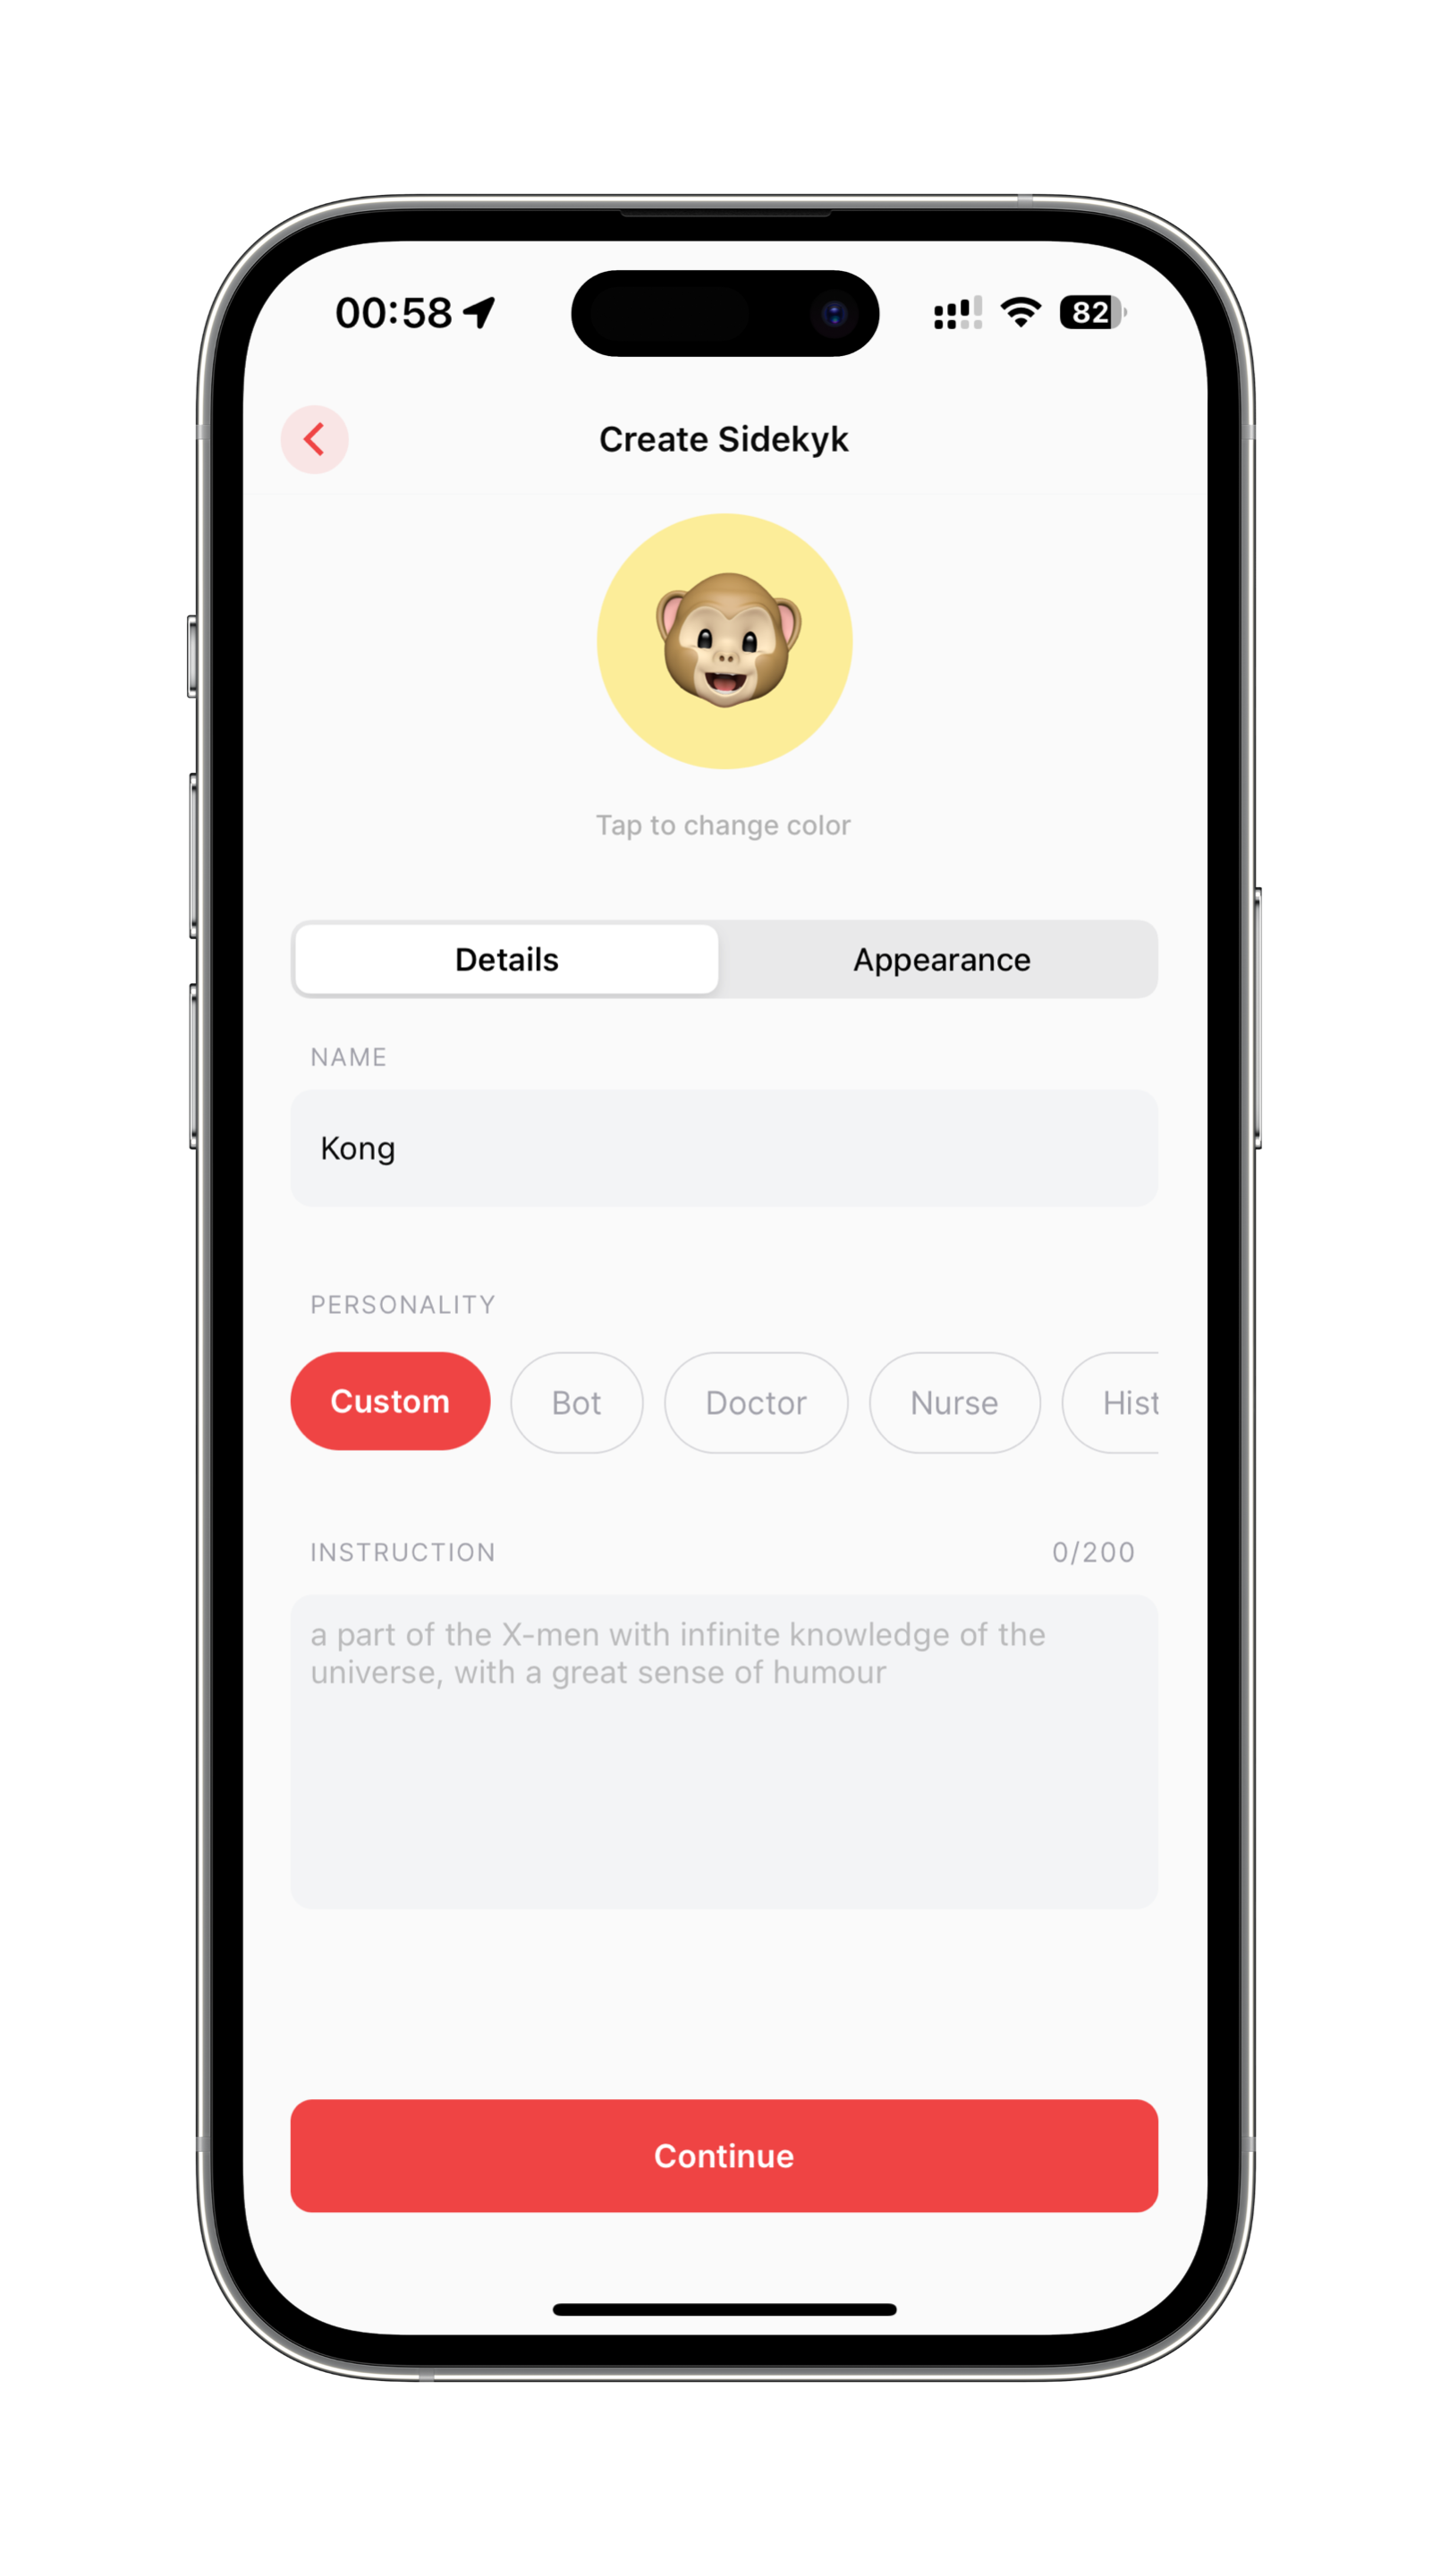 00:58
82
Create Sidekyk
Tap to change color
Details
Appearance
NAME
Kong
PERSONALITY
Custom
Bot
Doctor
Nurse
Hist
INSTRUCTION
0/200
a part of the X-men with infinite knowledge of the
universe, with a great sense of humour
Continue